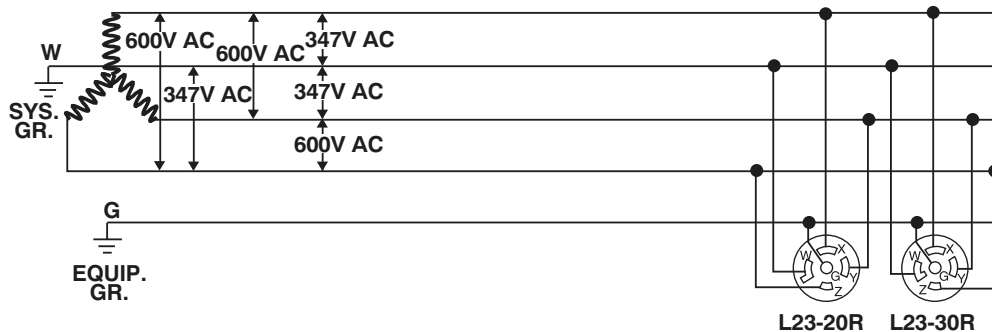 W
SYS.
GR.
600V AC
600V AC
347V AC
347V AC
347V AC
600V AC
G
EQUIP.
GR.
W
X
G
Y
Z
L23-20R
W
X
G
Y
Z
L23-30R